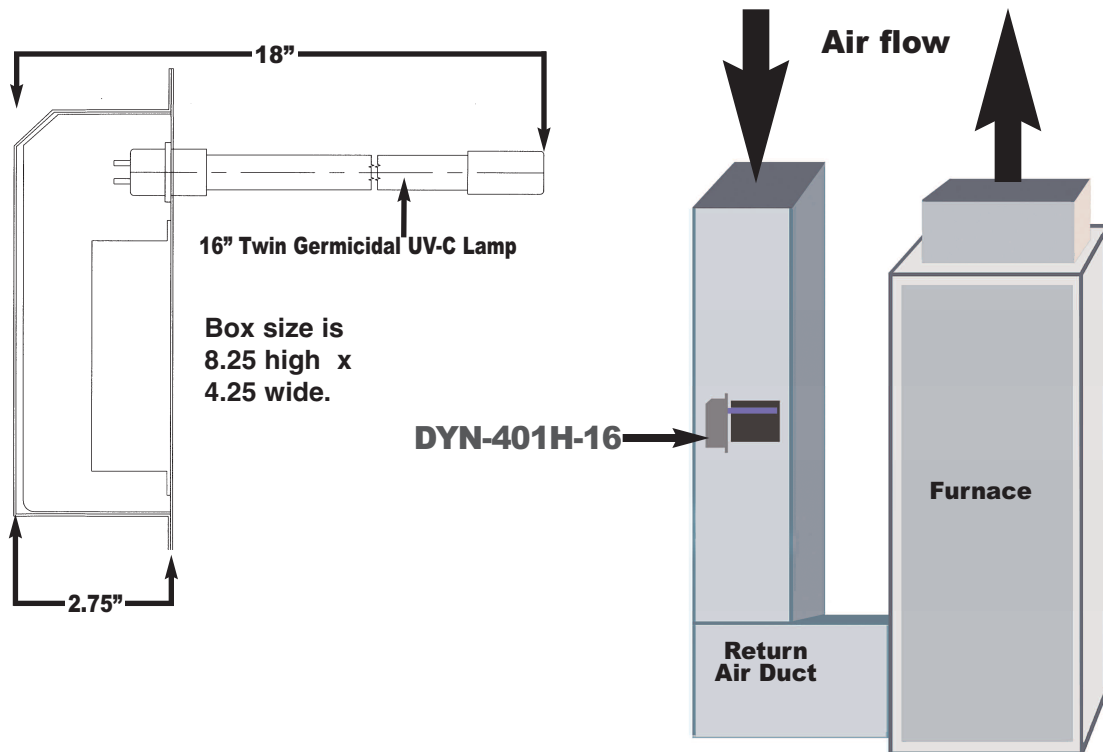 18”
Air flow
16” Twin Germicidal UV-C Lamp
Box size is
8.25 high x
4.25 wide.
DYN-401H-16
Furnace
2.75”
Return
Air Duct